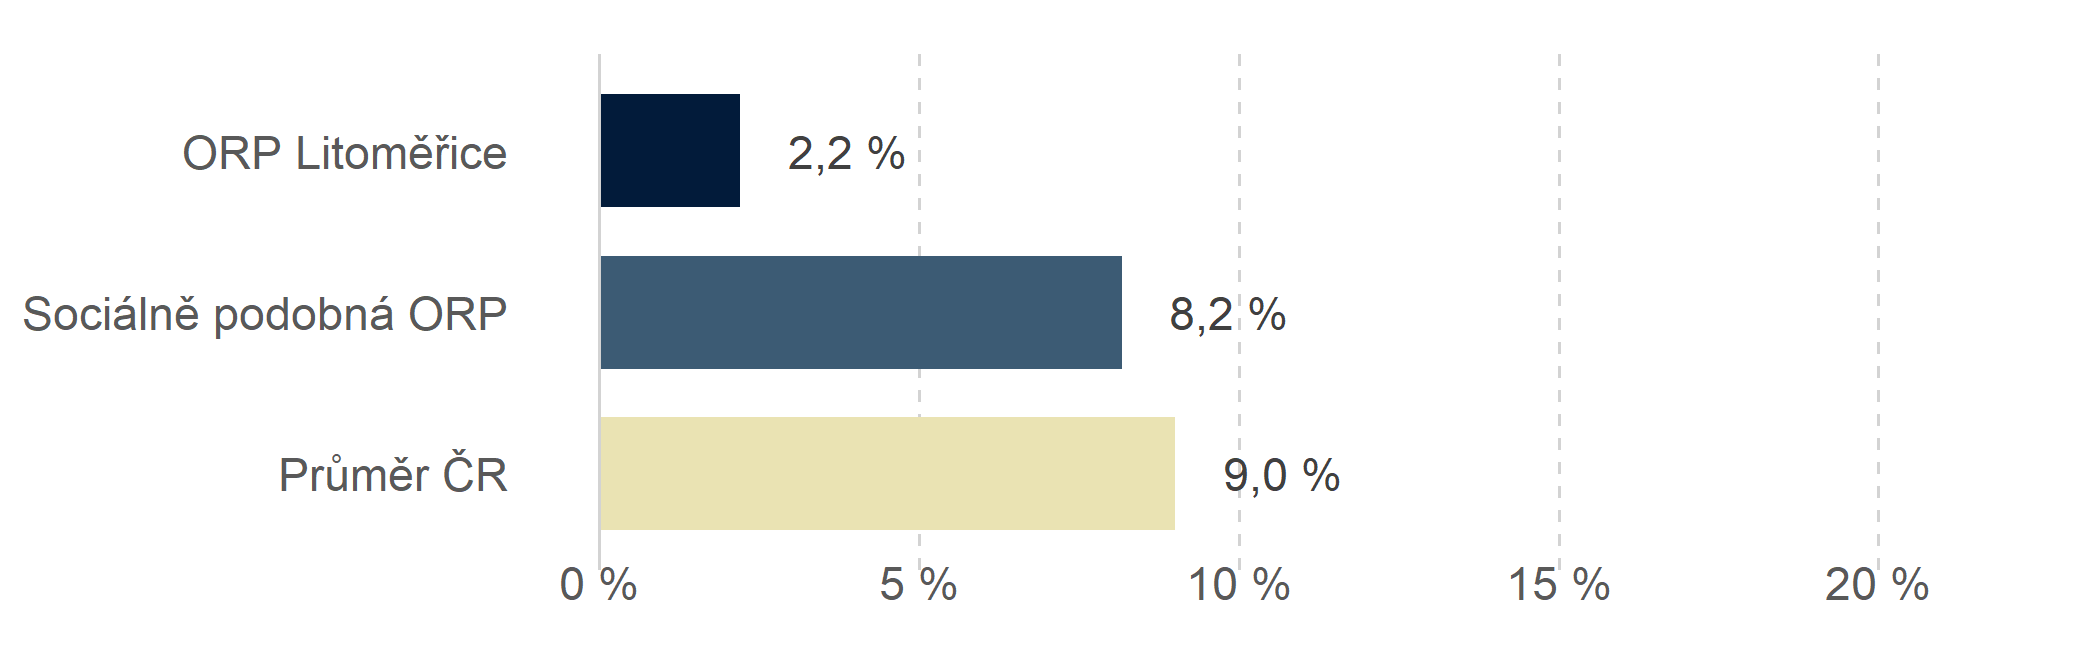 ORP Litoměřice
2,2 %
Sociálně podobná ORP
8,2 %
Průměr ČR
9,0 %
0 %
5 %
10 %
15 %
20 %